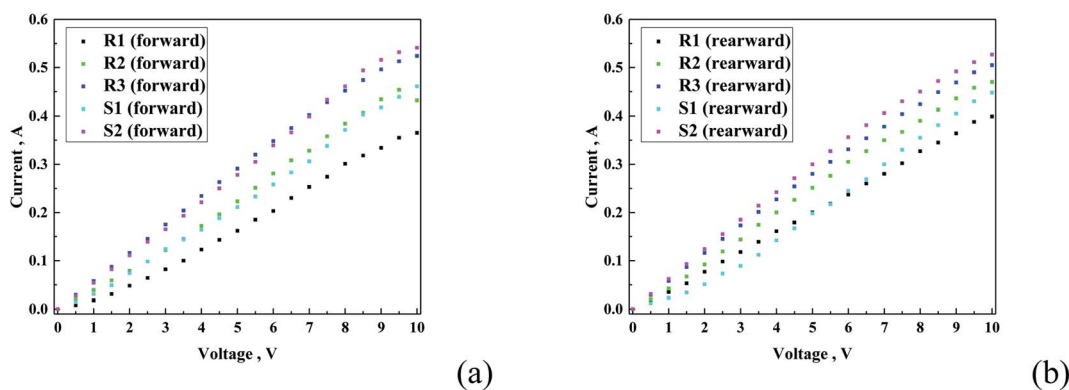 0.6
0.5
0.4
0.3
0.2
0.1
0.0
Current , A
R1 (forward)
R2 (forward)
R3 (forward)
S1 (forward)
S2 (forward)
0 1 2 3 4 5 6 7 8 9 10
Voltage , V
(a)
0.6
0.5
0.4
0.3
0.2
0.1
0.0
Current , A
R1 (rearward)
R2 (rearward)
R3 (rearward)
S1 (rearward)
S2 (rearward)
0 1 2 3 4 5 6 7 8 9 10
Voltage , V
(b)